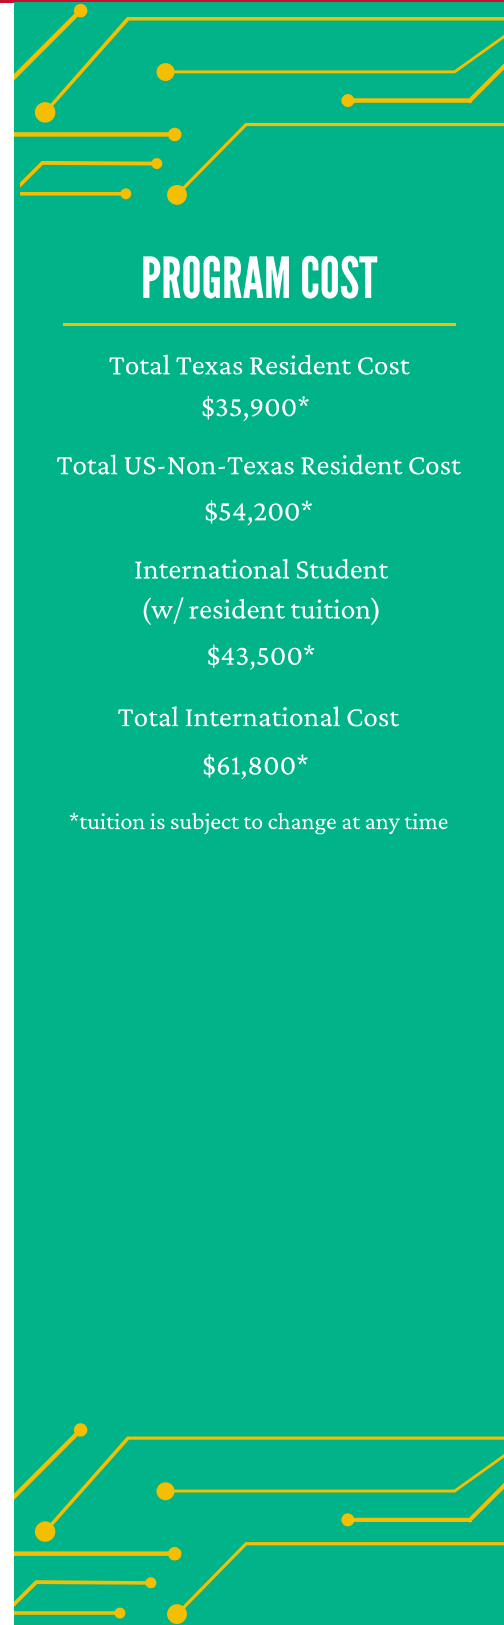 PROGRAM COST
Total Texas Resident Cost
$35,900*
Total US-Non-Texas Resident Cost
$54,200*
International Student
(w/ resident tuition)
$43,500*
Total International Cost
$61,800*
*tuition is subject to change at any time